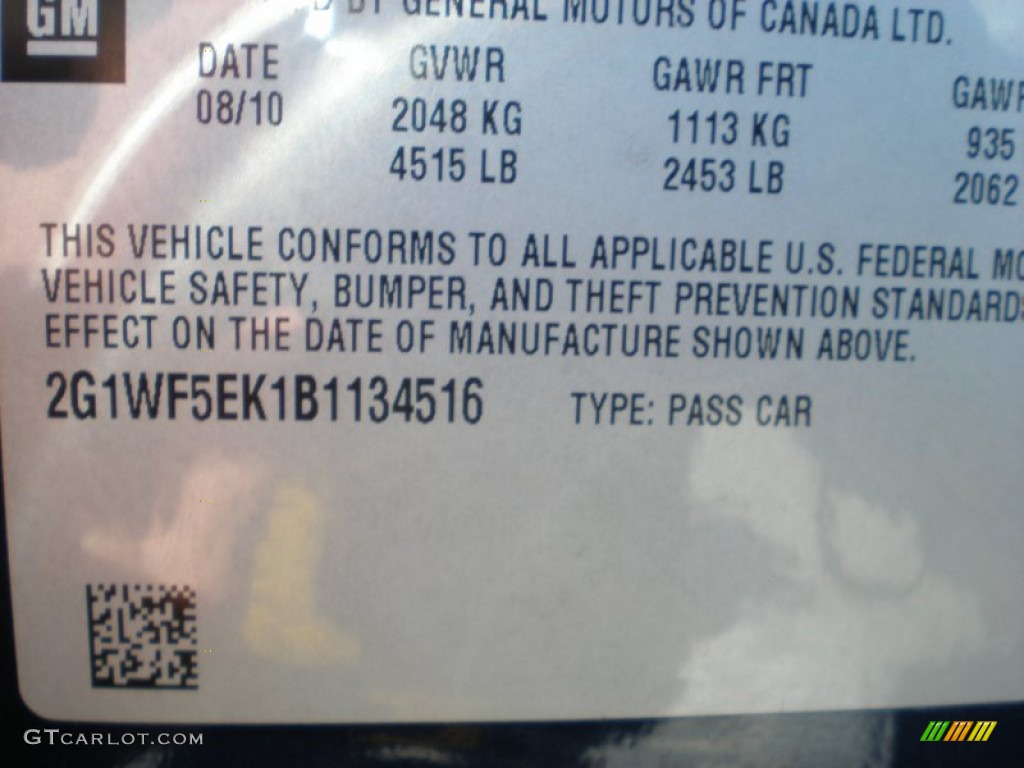 GM
BY GENERAL MOTORS OF CANADA LTD.
DATE GVWR GAWR FRT
08/10 2048 KG 1113 KG 935
4515 LB 2453 LB 2062
THIS VEHICLE CONFORMS TO ALL APPLICABLE U.S. FEDERAL
VEHICLE SAFETY, BUMPER, AND THEFT PREVENTION STANDARDS
EFFECT ON THE DATE OF MANUFACTURE SHOWN ABOVE.
2G1WF5EK1B1134516 TYPE: PASS CAR
GTCARLOT.COM